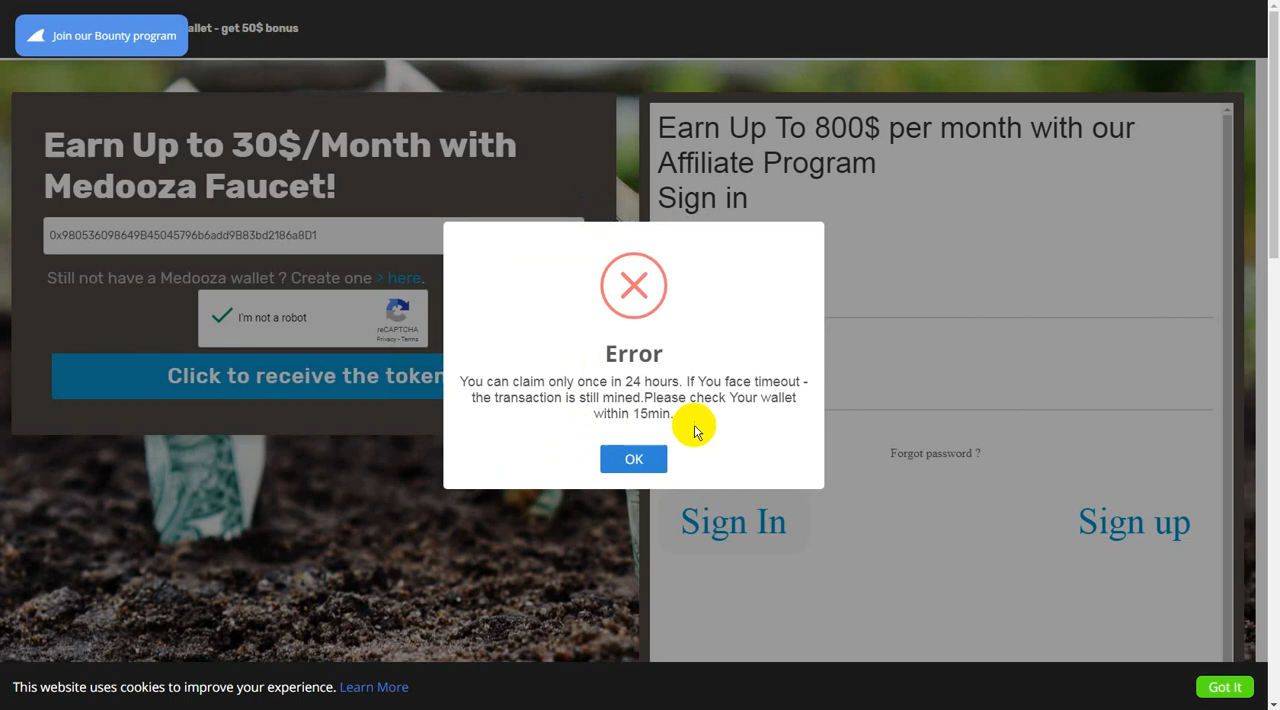 Join our Bounty program
allet - get 50$ bonus
Earn Up to 30$/Month with
Medooza Faucet!
0x980536098649B45045796b6add9B83bd2186a8D1
Still not have a Medooza wallet ? Create one > here.
I'm not a robot
reCAPTCHA
Privacy - Terms
Click to receive the token
Earn Up To 800$ per month with our
Affiliate Program
Sign in
Error
You can claim only once in 24 hours. If You face timeout -
the transaction is still mined.Please check Your wallet
within 15min.
OK
Forgot password ?
Sign In
Sign up
This website uses cookies to improve your experience. Learn More
Got It